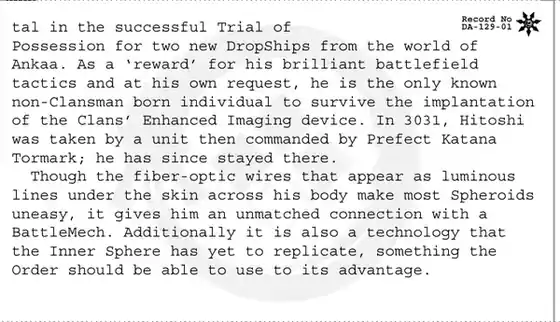 Record No
DA-129-01
tal in the successful Trial of
Possession for two new DropShips from the world of
Ankaa. As a ‘reward’ for his brilliant battlefield
tactics and at his own request, he is the only known
non-Clansman born individual to survive the implantation
of the Clans’ Enhanced Imaging device. In 3031, Hitoshi
was taken by a unit then commanded by Prefect Katana
Tormark; he has since stayed there.
Though the fiber-optic wires that appear as luminous
lines under the skin across his body make most Spheroids
uneasy, it gives him an unmatched connection with a
BattleMech. Additionally it is also a technology that
the Inner Sphere has yet to replicate, something the
Order should be able to use to its advantage.